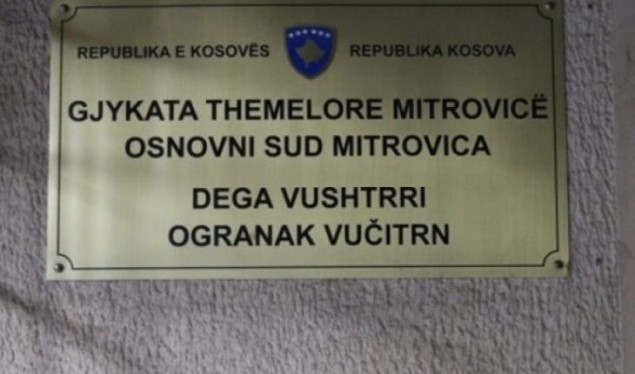 REPUBLIKA E KOSOVËS REPUBLIKA KOSOVA
GJYKATA THEMELORE MITROVICË
OSNOVNI SUD MITROVICA
DEGA VUSHTRRI
OGRANAK VUČITRN